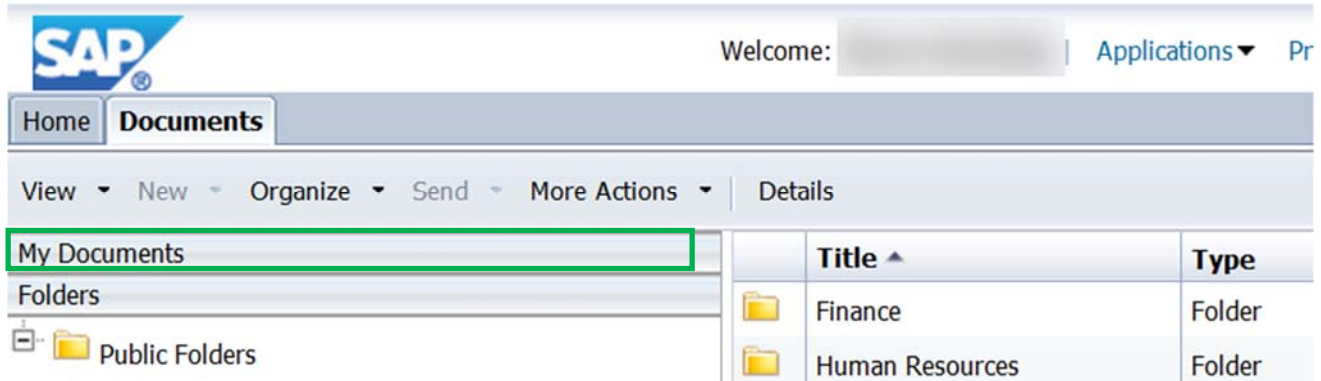 SAP®
Welcome: | Applications Pr
Home Documents
View New Organize Send More Actions Details
My Documents
Folders
Public Folders
Title Type
Finance Folder
Human Resources Folder